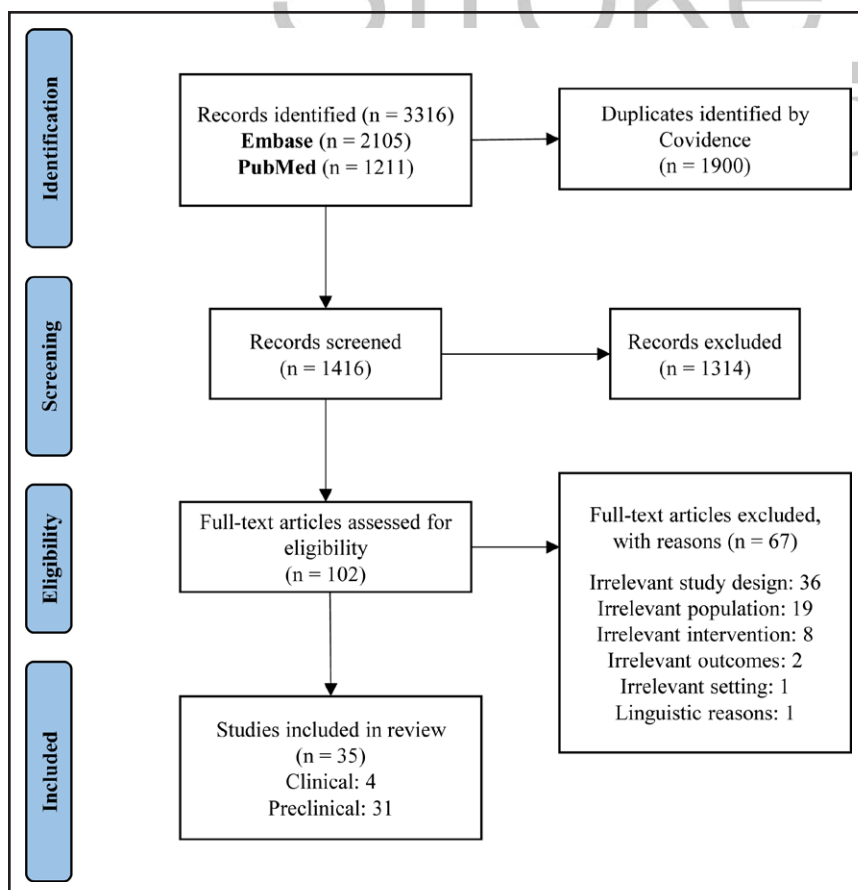 Stroke
Identification
Records identified (n = 3316)
Embase (n = 2105)
PubMed (n = 1211)
Duplicates identified by
Covidence
(n = 1900)
Screening
Records screened
(n = 1416)
Records excluded
(n = 1314)
Eligibility
Full-text articles assessed for
eligibility
(n = 102)
Full-text articles excluded,
with reasons (n = 67)
Irrelevant study design: 36
Irrelevant population: 19
Irrelevant intervention: 8
Irrelevant outcomes: 2
Irrelevant setting: 1
Linguistic reasons: 1
Included
Studies included in review
(n = 35)
Clinical: 4
Preclinical: 31